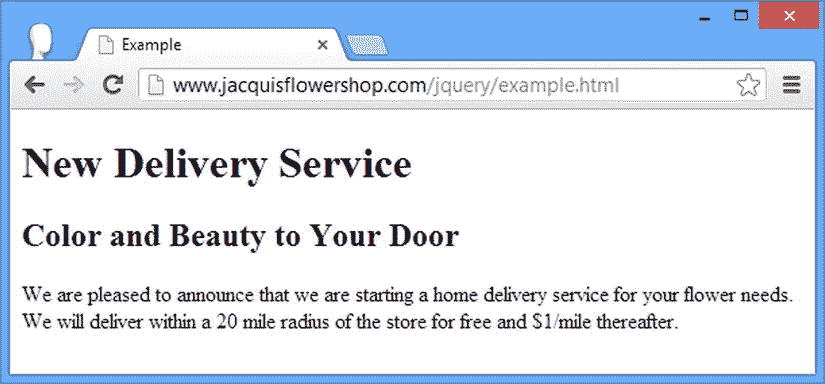 Example
www.jacquisflowershop.com/jquery/example.html
New Delivery Service
Color and Beauty to Your Door
We are pleased to announce that we are starting a home delivery service for your flower needs.
We will deliver within a 20 mile radius of the store for free and $1/mile thereafter.